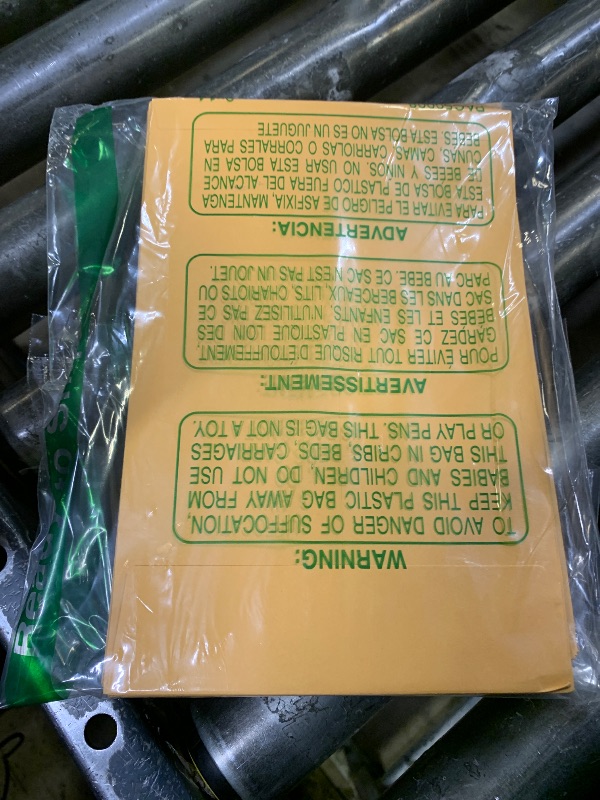 WARNING:
TO AVOID DANGER OF SUFFOCATION,
KEEP THIS PLASTIC BAG AWAY FROM
BABIES AND CHILDREN, DO NOT USE
THIS BAG IN CRIBS, BEDS, CARRIAGES
OR PLAY PENS. THIS BAG IS NOT A TOY.
AVERTISSEMENT:
POUR ÉVITER TOUT RISQUE D'ÉTOUFFEMENT,
GARDEZ CE SAC EN PLASTIQUE LOIN DES
BÉBÉS ET LES ENFANTS, N'UTILISEZ PAS CE
SAC DANS LES BERCEAUX, LITS, CHARIOTS OU
PARC AU BEBE. CE SAC N'EST PAS UN JOUET.
ADVERTENCIA:
PARA EVITAR EL PELIGRO DE ASFIXIA, MANTENGA
ESTA BOLSA DE PLASTICO FUERA DEL ALCANCE
DE BEBES Y NINOS, NO USAR ESTA BOLSA EN
CUNAS, CAMAS, CARRIOLAS O CORRALES PARA
BEBES. ESTA BOLSA NO ES UN JUGUETE